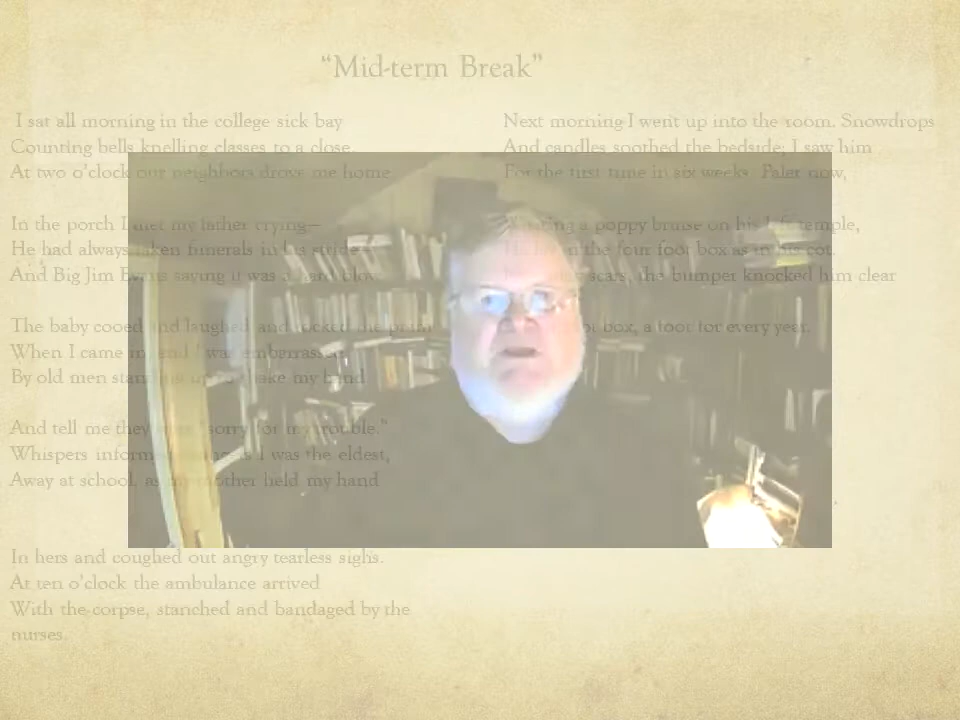 “Mid-term Break”
I sat all morning in the college sick bay
Counting bells knelling classes to a close.
At two o’clock our neighbors drove me home.
In the porch I met my father crying—
He had always taken funerals in his stride—
And Big Jim Evans saying it was a hard blow.
The baby cooed and laughed and rocked the pram
When I came in, and I was embarrassed
By old men standing up to shake my hand
And tell me they were “sorry for my trouble.”
Whispers informed I was the eldest,
Away at school, as my mother held my hand
In hers and coughed out angry tearless sighs.
At ten o’clock the ambulance arrived
With the corpse, stanched and bandaged by the
nurses.
Next morning I went up into the room. Snowdrops
And candles soothed the bedside; I saw him
For the first time in six weeks. Paler now,
Wearing a poppy bruise on his left temple,
in the four foot box as in his cot.
scars, the bumper knocked him clear
box, a foot for every year.